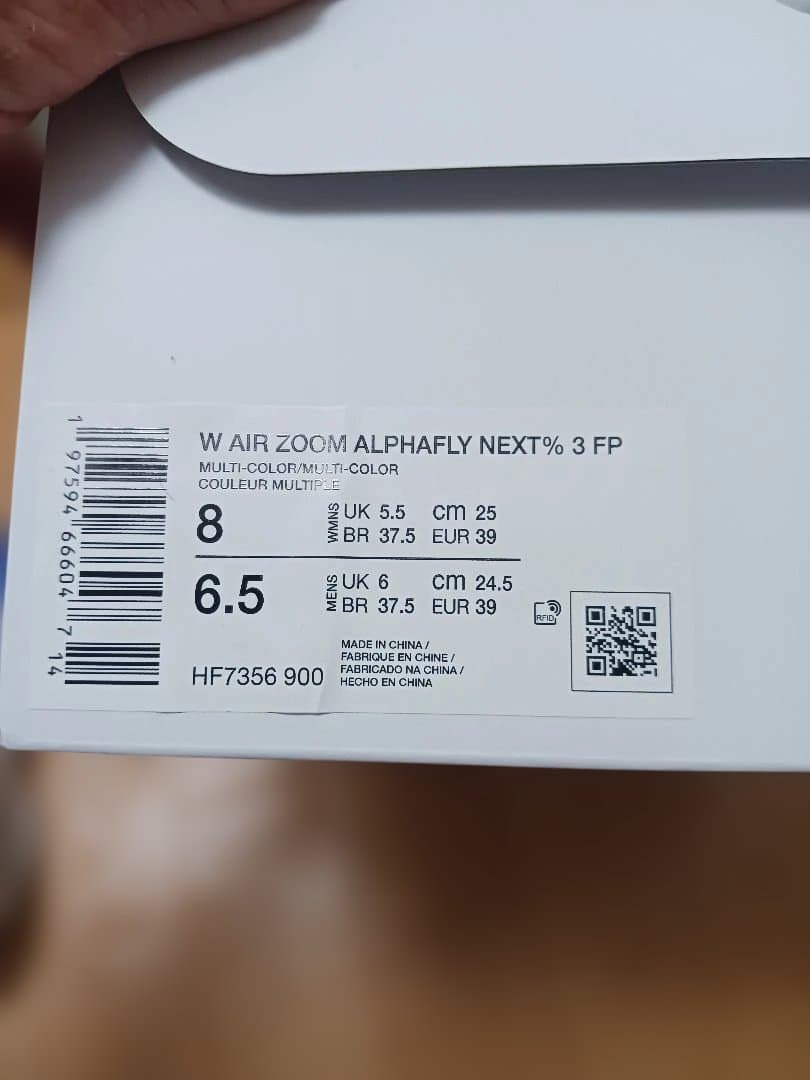 W AIR ZOOM ALPHAFLY NEXT% 3 FP
MULTI-COLOR/MULTI-COLOR
COULEUR MULTIPLE
8 WMNS UK 5.5 cm 25
BR 37.5 EUR 39
6.5 MENS UK 6 cm 24.5
BR 37.5 EUR 39
RFID
HF7356 900
MADE IN CHINA /
FABRIQUE EN CHINE /
FABRICADO NA CHINA /
HECHO EN CHINA
1 97594 66604 7 14